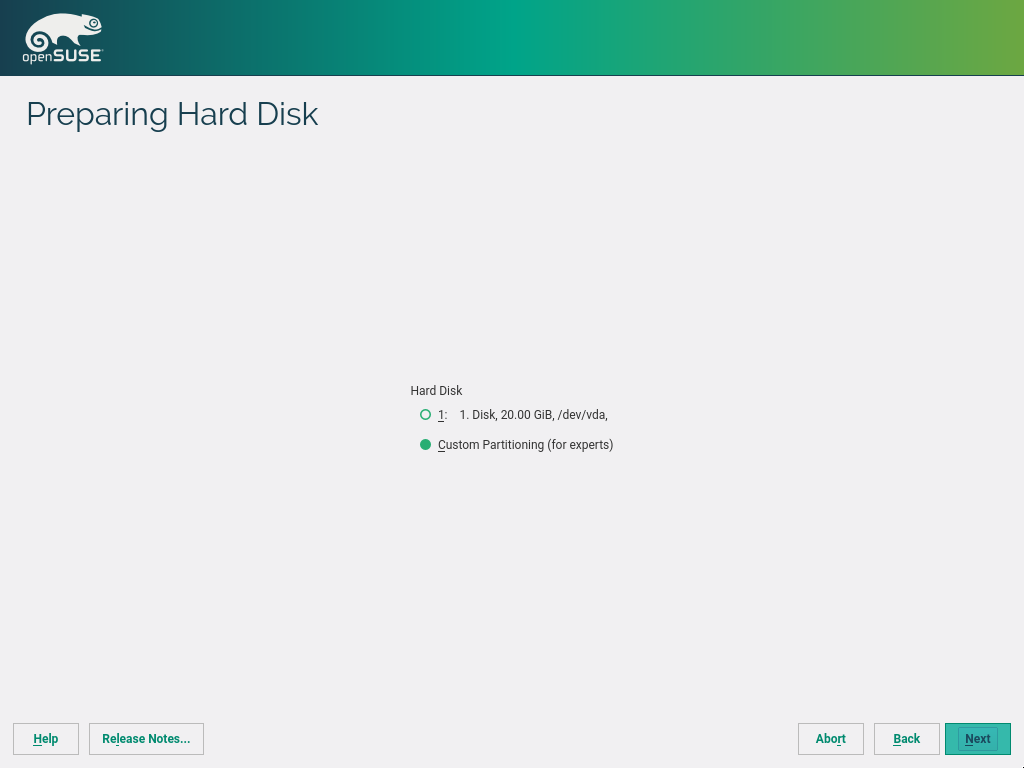 openSUSE
Preparing Hard Disk
Hard Disk
1: 1. Disk, 20.00 GiB, /dev/vda,
Custom Partitioning (for experts)
Help Release Notes... Abort Back Next